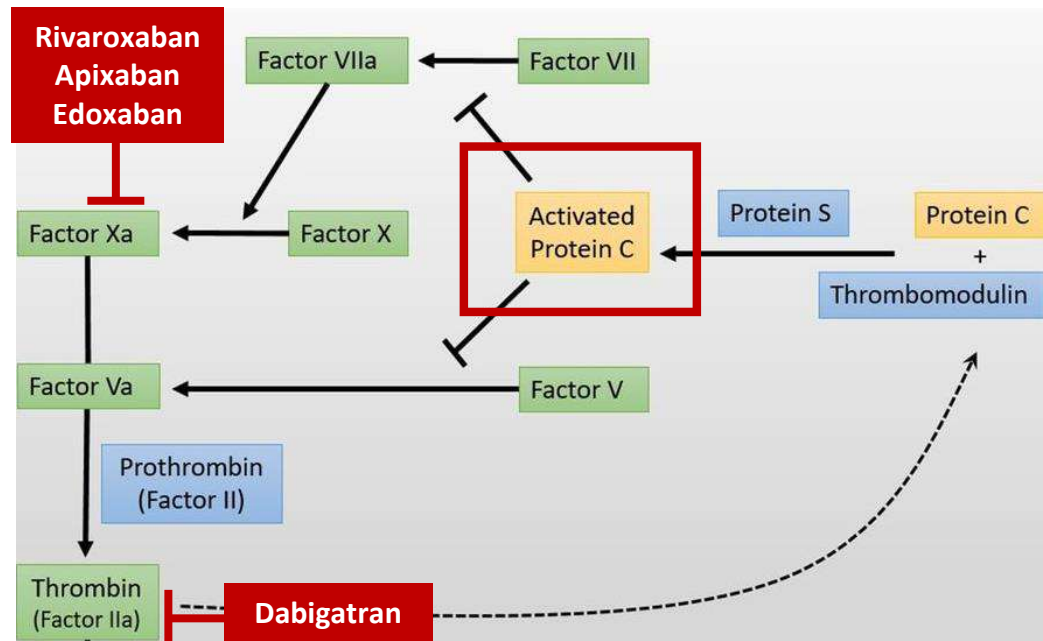 Rivaroxaban
Apixaban
Edoxaban
Factor VIIa
Factor VII
Factor Xa
Factor X
Activated
Protein C
Protein S
Protein C
+
Thrombomodulin
Factor Va
Factor V
Prothrombin
(Factor II)
Thrombin
(Factor IIa)
Dabigatran